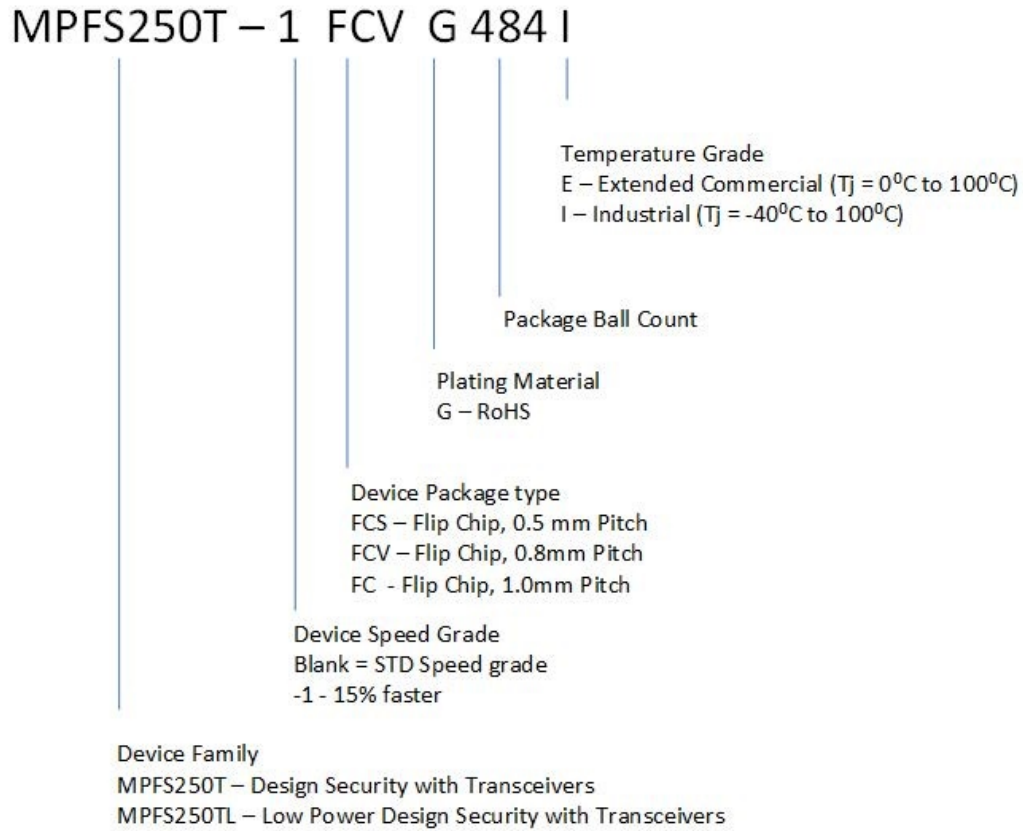 MPFS250T – 1 FCV G 484 I
Temperature Grade
E – Extended Commercial (Tj = 0⁰C to 100⁰C)
I – Industrial (Tj = -40⁰C to 100⁰C)
Package Ball Count
Plating Material
G – RoHS
Device Package type
FCS – Flip Chip, 0.5 mm Pitch
FCV – Flip Chip, 0.8mm Pitch
FC - Flip Chip, 1.0mm Pitch
Device Speed Grade
Blank = STD Speed grade
-1 - 15% faster
Device Family
MPFS250T – Design Security with Transceivers
MPFS250TL – Low Power Design Security with Transceivers